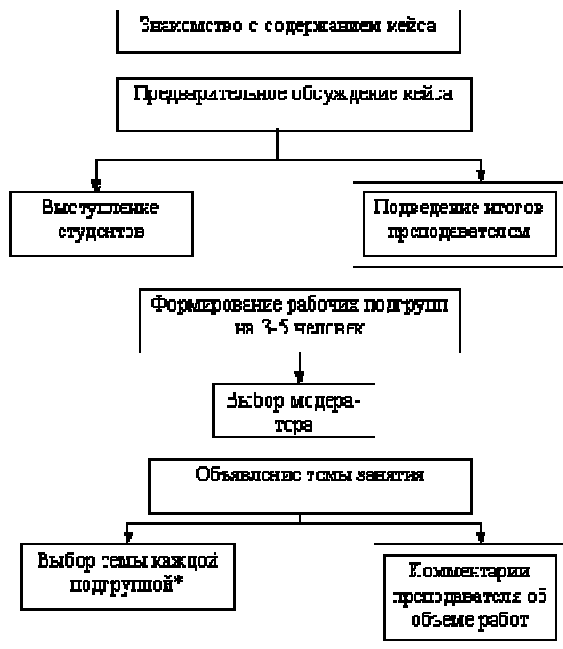 Знакомство с содержанием кейса
Предварительное обсуждение кейса
Выступление
студентов
Подведение итогов
преподавателем
Формирование рабочих подгрупп
на 3-5 человек
Выбор модера-
тора
Объявление темы занятия
Выбор темы каждой
подгруппой*
Комментарии
преподавателя об
объеме работ